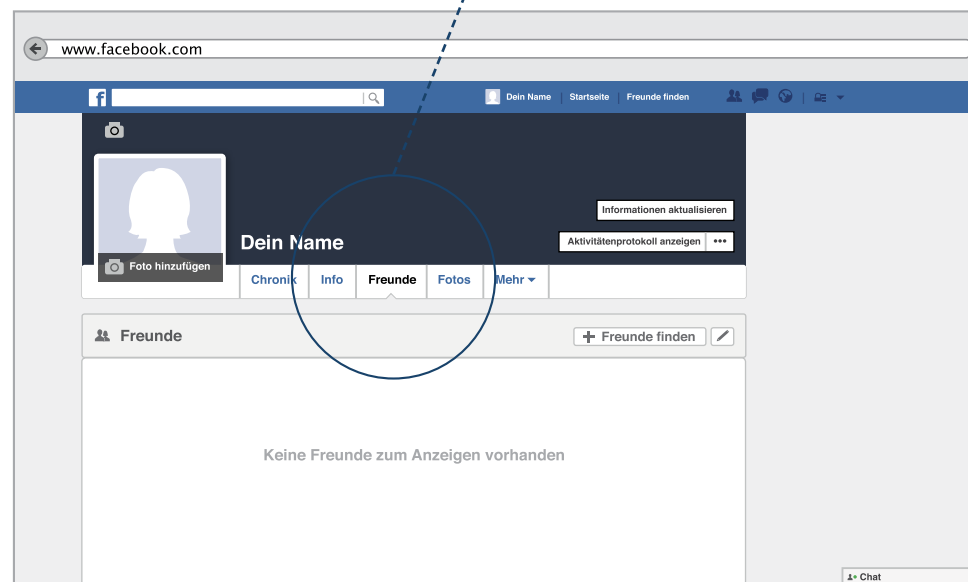 www.facebook.com
f
Dein Name | Startseite | Freunde finden
Informationen aktualisieren
Dein Name
Aktivitätenprotokoll anzeigen
Foto hinzufügen
Chronik Info Freunde Fotos Mehr
Freunde
+ Freunde finden
Keine Freunde zum Anzeigen vorhanden
Chat